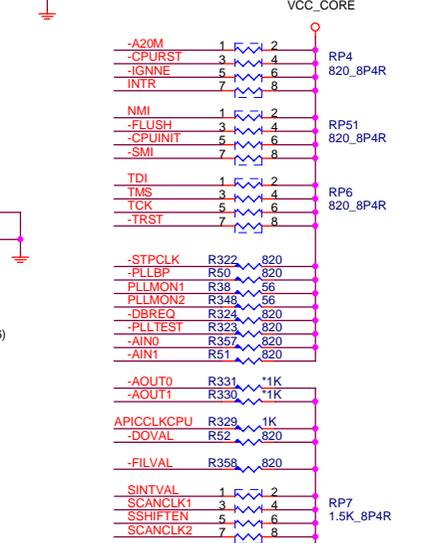 VCC_CORE
-A20M 1 2
-CPURST 3 4 RP4
-IGNNE 5 6 820_8P4R
INTR 7 8
NMI 1 2
-FLUSH 3 4 RP51
-CPUINIT 5 6 820_8P4R
-SMI 7 8
TDI 1 2
TMS 3 4 RP6
TCK 5 6 820_8P4R
-TRST 7 8
-STPCLK R322 820
-PLLBP R50 820
PLLMON1 R38 56
PLLMON2 R348 56
-DBREQ R324 820
-PLLTEST R323 820
-AIN0 R357 820
-AIN1 R51 820
-AOUT0 R331 *1K
-AOUT1 R330 *1K
APICCLKCPU R329 1K
-DOVAL R52 820
-FILVAL R358 820
SINTVAL 1 2
SCANCLK1 3 4 RP7
SSHIFTEN 5 6 1.5K_8P4R
SCANCLK2 7 8